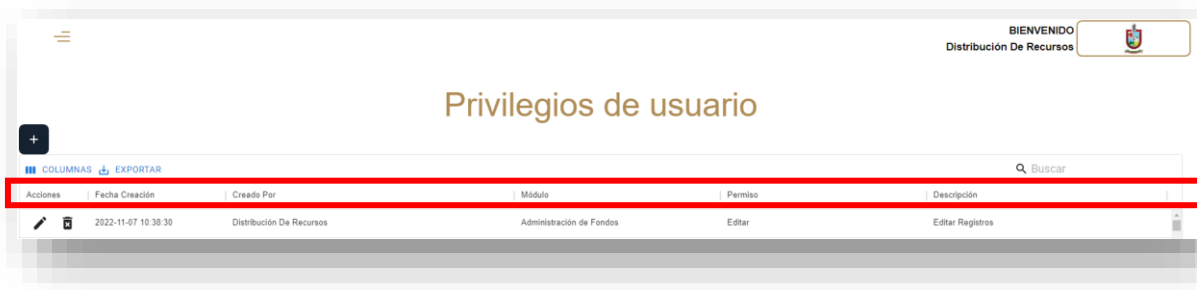 BIENVENIDO
Distribución De Recursos
Privilegios de usuario
+
COLUMNAS EXPORTAR Buscar
Acciones Fecha Creación Creado Por Módulo Permiso Descripción
2022-11-07 10:38:30 Distribución De Recursos Administración de Fondos Editar Editar Registros